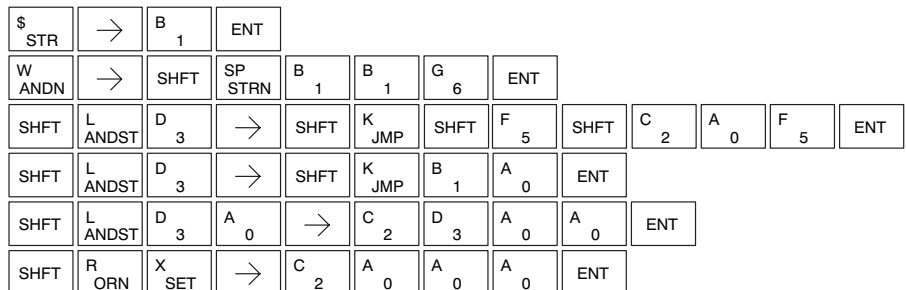 $ STR → B 1 ENT
W ANDN → SHFT SP STRN B 1 B 1 G 6 ENT
SHFT L ANDST D 3 → SHFT K JMP SHFT F 5 SHFT C 2 A 0 F 5 ENT
SHFT L ANDST D 3 → SHFT K JMP B 1 A 0 ENT
SHFT L ANDST D 3 A 0 → C 2 D 3 A 0 A 0 ENT
SHFT R ORN X SET → C 2 A 0 A 0 A 0 ENT